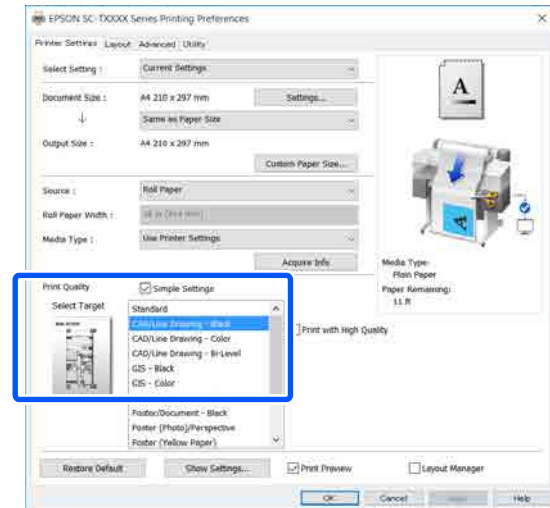 EPSON SC-TXXXX Series Printing Preferences
Printer Settings Layout Advanced Utility
Select Setting :
Current Settings
Document Size :
A4 210 x 297 mm
Settings...
Same as Paper Size
Output Size :
A4 210 x 297 mm
Custom Paper Size...
Source :
Roll Paper
Roll Paper Width :
Media Type :
Use Printer Settings
Acquire Info
Media Type:
Plain Paper
Paper Remaining:
11 ft
Print Quality
Simple Settings
Select Target
Standard
CAD/Line Drawing - Black
CAD/Line Drawing - Color
CAD/Line Drawing - Bi-Level
GIS - Black
GIS - Color
Print with High Quality
Poster/Document - Black
Poster (Photo)/Perspective
Poster (Yellow Paper)
Restore Default
Show Settings...
Print Preview
Layout Manager
OK
Cancel
Help
A
A